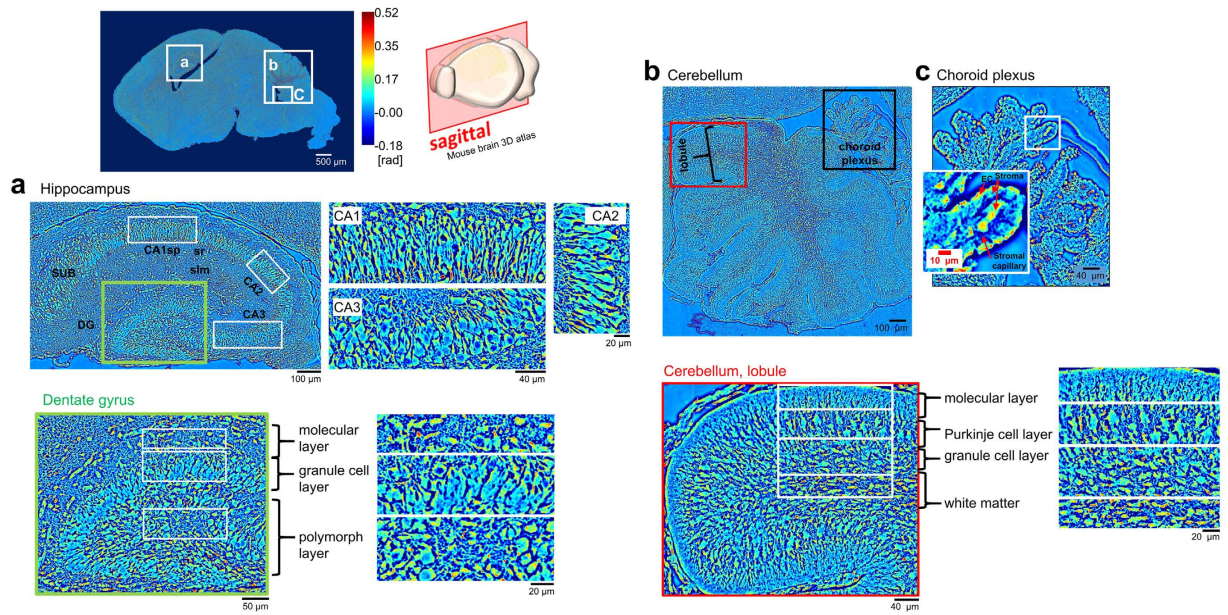 a
b
C
500 µm
0.52
0.34
0.17
-0.00
-0.18
[rad]
sagittal
Mouse brain 3D atlas
a Hippocampus
CA1sp
sr
slm
SUB
CA2
DG
CA3
100 µm
CA1
CA3
40 µm
CA2
20 µm
Dentate gyrus
50 µm
molecular
layer
granule cell
layer
polymorph
layer
20 µm
b Cerebellum
lobule
choroid
plexus
100 µm
c Choroid plexus
EC
Stroma
Stromal
capillary
10 µm
40 µm
Cerebellum, lobule
40 µm
molecular layer
Purkinje cell layer
granule cell layer
white matter
20 µm